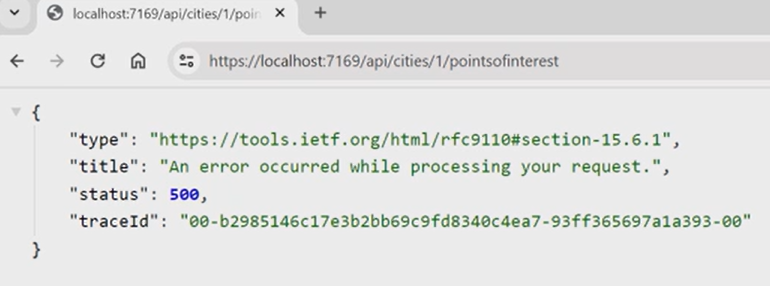 localhost:7169/api/cities/1/poin
https://localhost:7169/api/cities/1/pointsofinterest
{
"type": "https://tools.ietf.org/html/rfc9110#section-15.6.1",
"title": "An error occurred while processing your request.",
"status": 500,
"traceId": "00-b2985146c17e3b2bb69c9fd8340c4ea7-93ff365697a1a393-00"
}